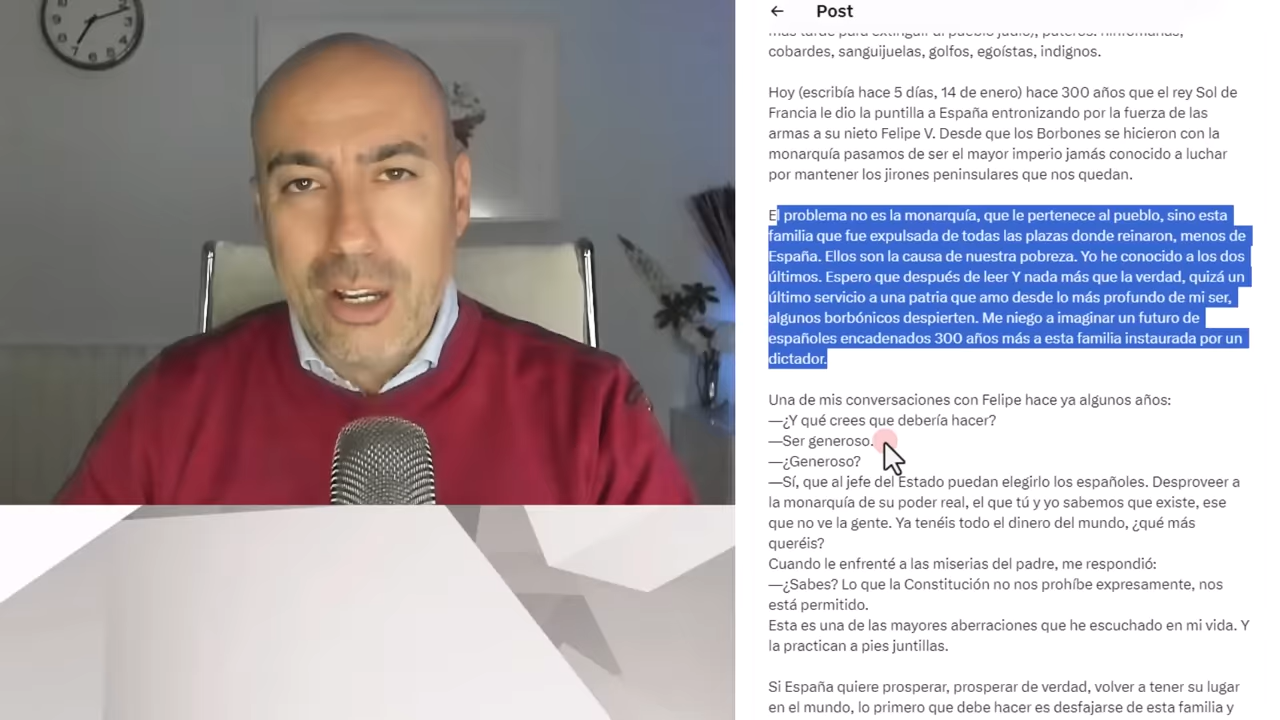 Post
más tarde para extinguir al pueblo judío), puteros. ninfómanas,
cobardes, sanguijuelas, golfos, egoístas, indignos.
Hoy (escribía hace 5 días, 14 de enero) hace 300 años que el rey Sol de
Francia le dio la puntilla a España entronizando por la fuerza de las
armas a su nieto Felipe V. Desde que los Borbones se hicieron con la
monarquía pasamos de ser el mayor imperio jamás conocido a luchar
por mantener los jirones peninsulares que nos quedan.
El problema no es la monarquía, que le pertenece al pueblo, sino esta
familia que fue expulsada de todas las plazas donde reinaron, menos de
España. Ellos son la causa de nuestra pobreza. Yo he conocido a los dos
últimos. Espero que después de leer Y nada más que la verdad, quizá un
último servicio a una patria que amo desde lo más profundo de mi ser,
algunos borbónicos despierten. Me niego a imaginar un futuro de
españoles encadenados 300 años más a esta familia instaurada por un
dictador.
Una de mis conversaciones con Felipe hace ya algunos años:
—¿Y qué crees que debería hacer?
—Ser generoso.
—¿Generoso?
—Sí, que al jefe del Estado puedan elegirlo los españoles. Desproveer a
la monarquía de su poder real, el que tú y yo sabemos que existe, ese
que no ve la gente. Ya tenéis todo el dinero del mundo, ¿qué más
queréis?
Cuando le enfrenté a las miserias del padre, me respondió:
—¿Sabes? Lo que la Constitución no nos prohíbe expresamente, nos
está permitido.
Esta es una de las mayores aberraciones que he escuchado en mi vida. Y
la practican a pies juntillas.
Si España quiere prosperar, prosperar de verdad, volver a tener su lugar
en el mundo, lo primero que debe hacer es desfajarse de esta familia y